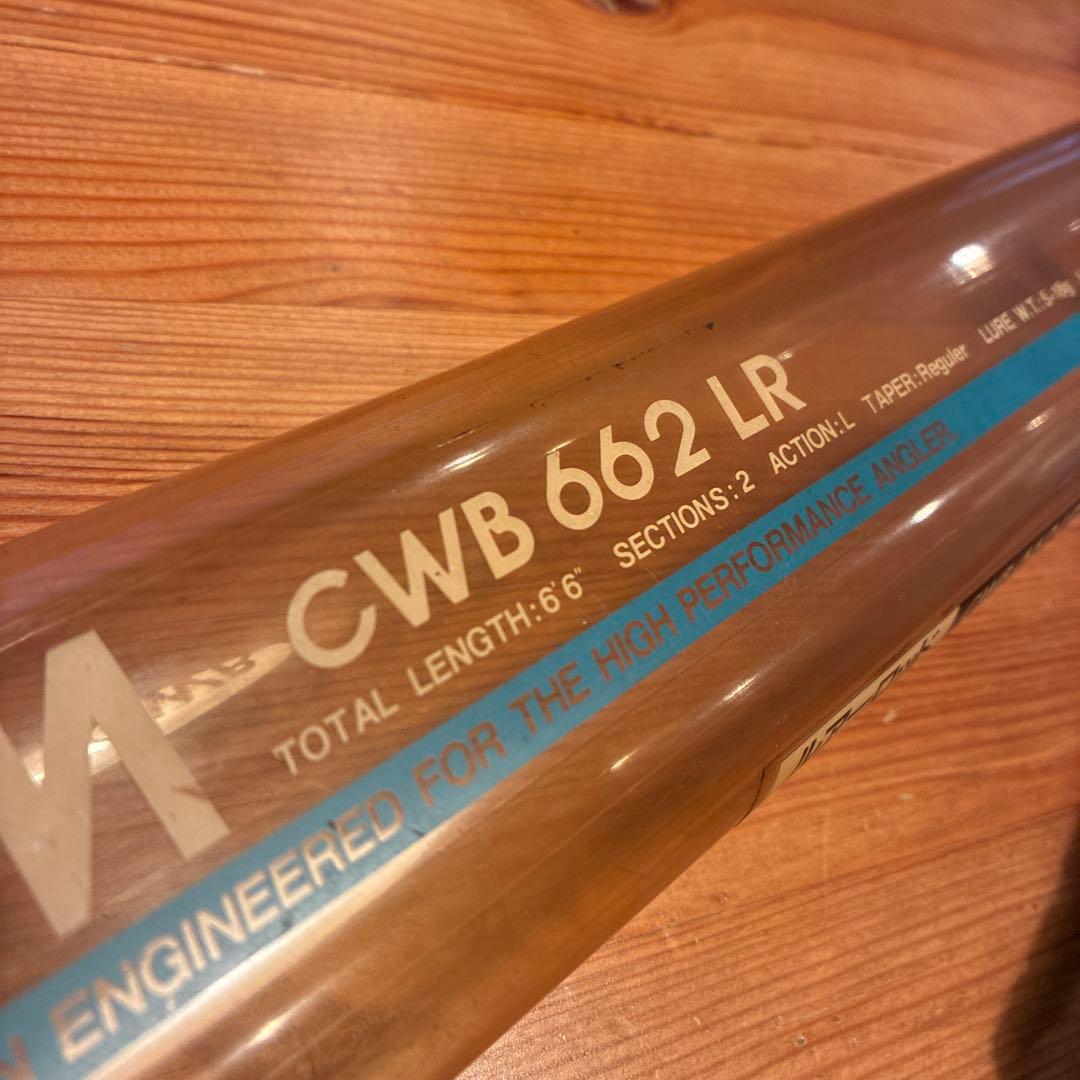 CWB 662 LR
TOTAL LENGTH:6'6" SECTIONS:2 ACTION:L TAPER:Reguler LURE W.T.:5-18g
ENGINEERED FOR THE HIGH PERFORMANCE ANGLER.